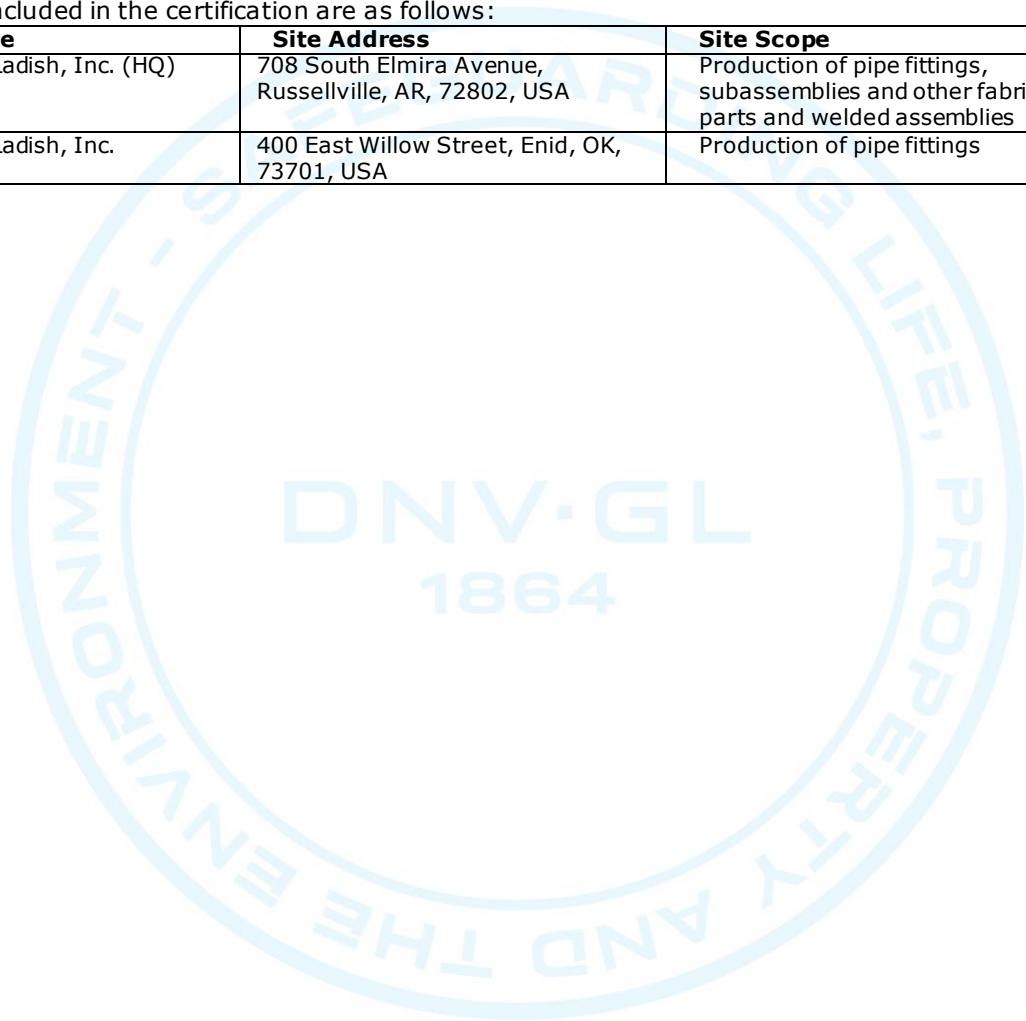 ncluded in the certification are as follows:
e Site Address Site Scope
adish, Inc. (HQ) 708 South Elmira Avenue, Production of pipe fittings,
Russellville, AR, 72802, USA subassemblies and other fabri
parts and welded assemblies
adish, Inc. 400 East Willow Street, Enid, OK, Production of pipe fittings
73701, USA
SAFEGUARDING LIFE, PROPERTY AND THE ENVIRONMENT -
DNV·GL
1864